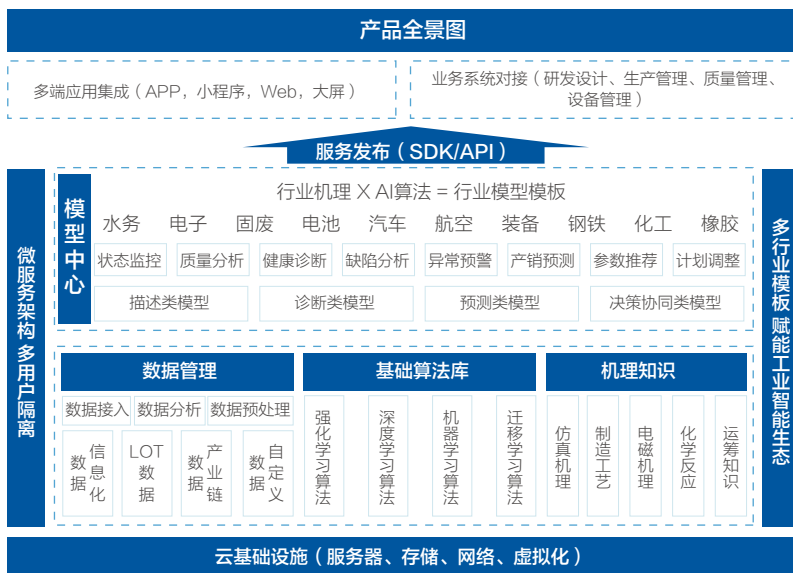 产品全景图
多端应用集成（APP，小程序，Web，大屏）
业务系统对接（研发设计、生产管理、质量管理、
设备管理）
服务发布（SDK/API）
微服务架构 多用户隔离
模型中心
行业机理 X AI算法 = 行业模型模板
水务 电子 固废 电池 汽车 航空 装备 钢铁 化工 橡胶
状态监控 质量分析 健康诊断 缺陷分析 异常预警 产销预测 参数推荐 计划调整
描述类模型 诊断类模型 预测类模型 决策协同类模型
多行业模板 赋能工业智能生态
数据管理
数据接入 数据分析 数据预处理
信息化数据
LOT数据
产业链数据
自定义数据
基础算法库
强化学习算法
深度学习算法
机器学习算法
迁移学习算法
机理知识
仿真机理
制造工艺
电磁机理
化学反应
运筹知识
云基础设施（服务器、存储、网络、虚拟化）